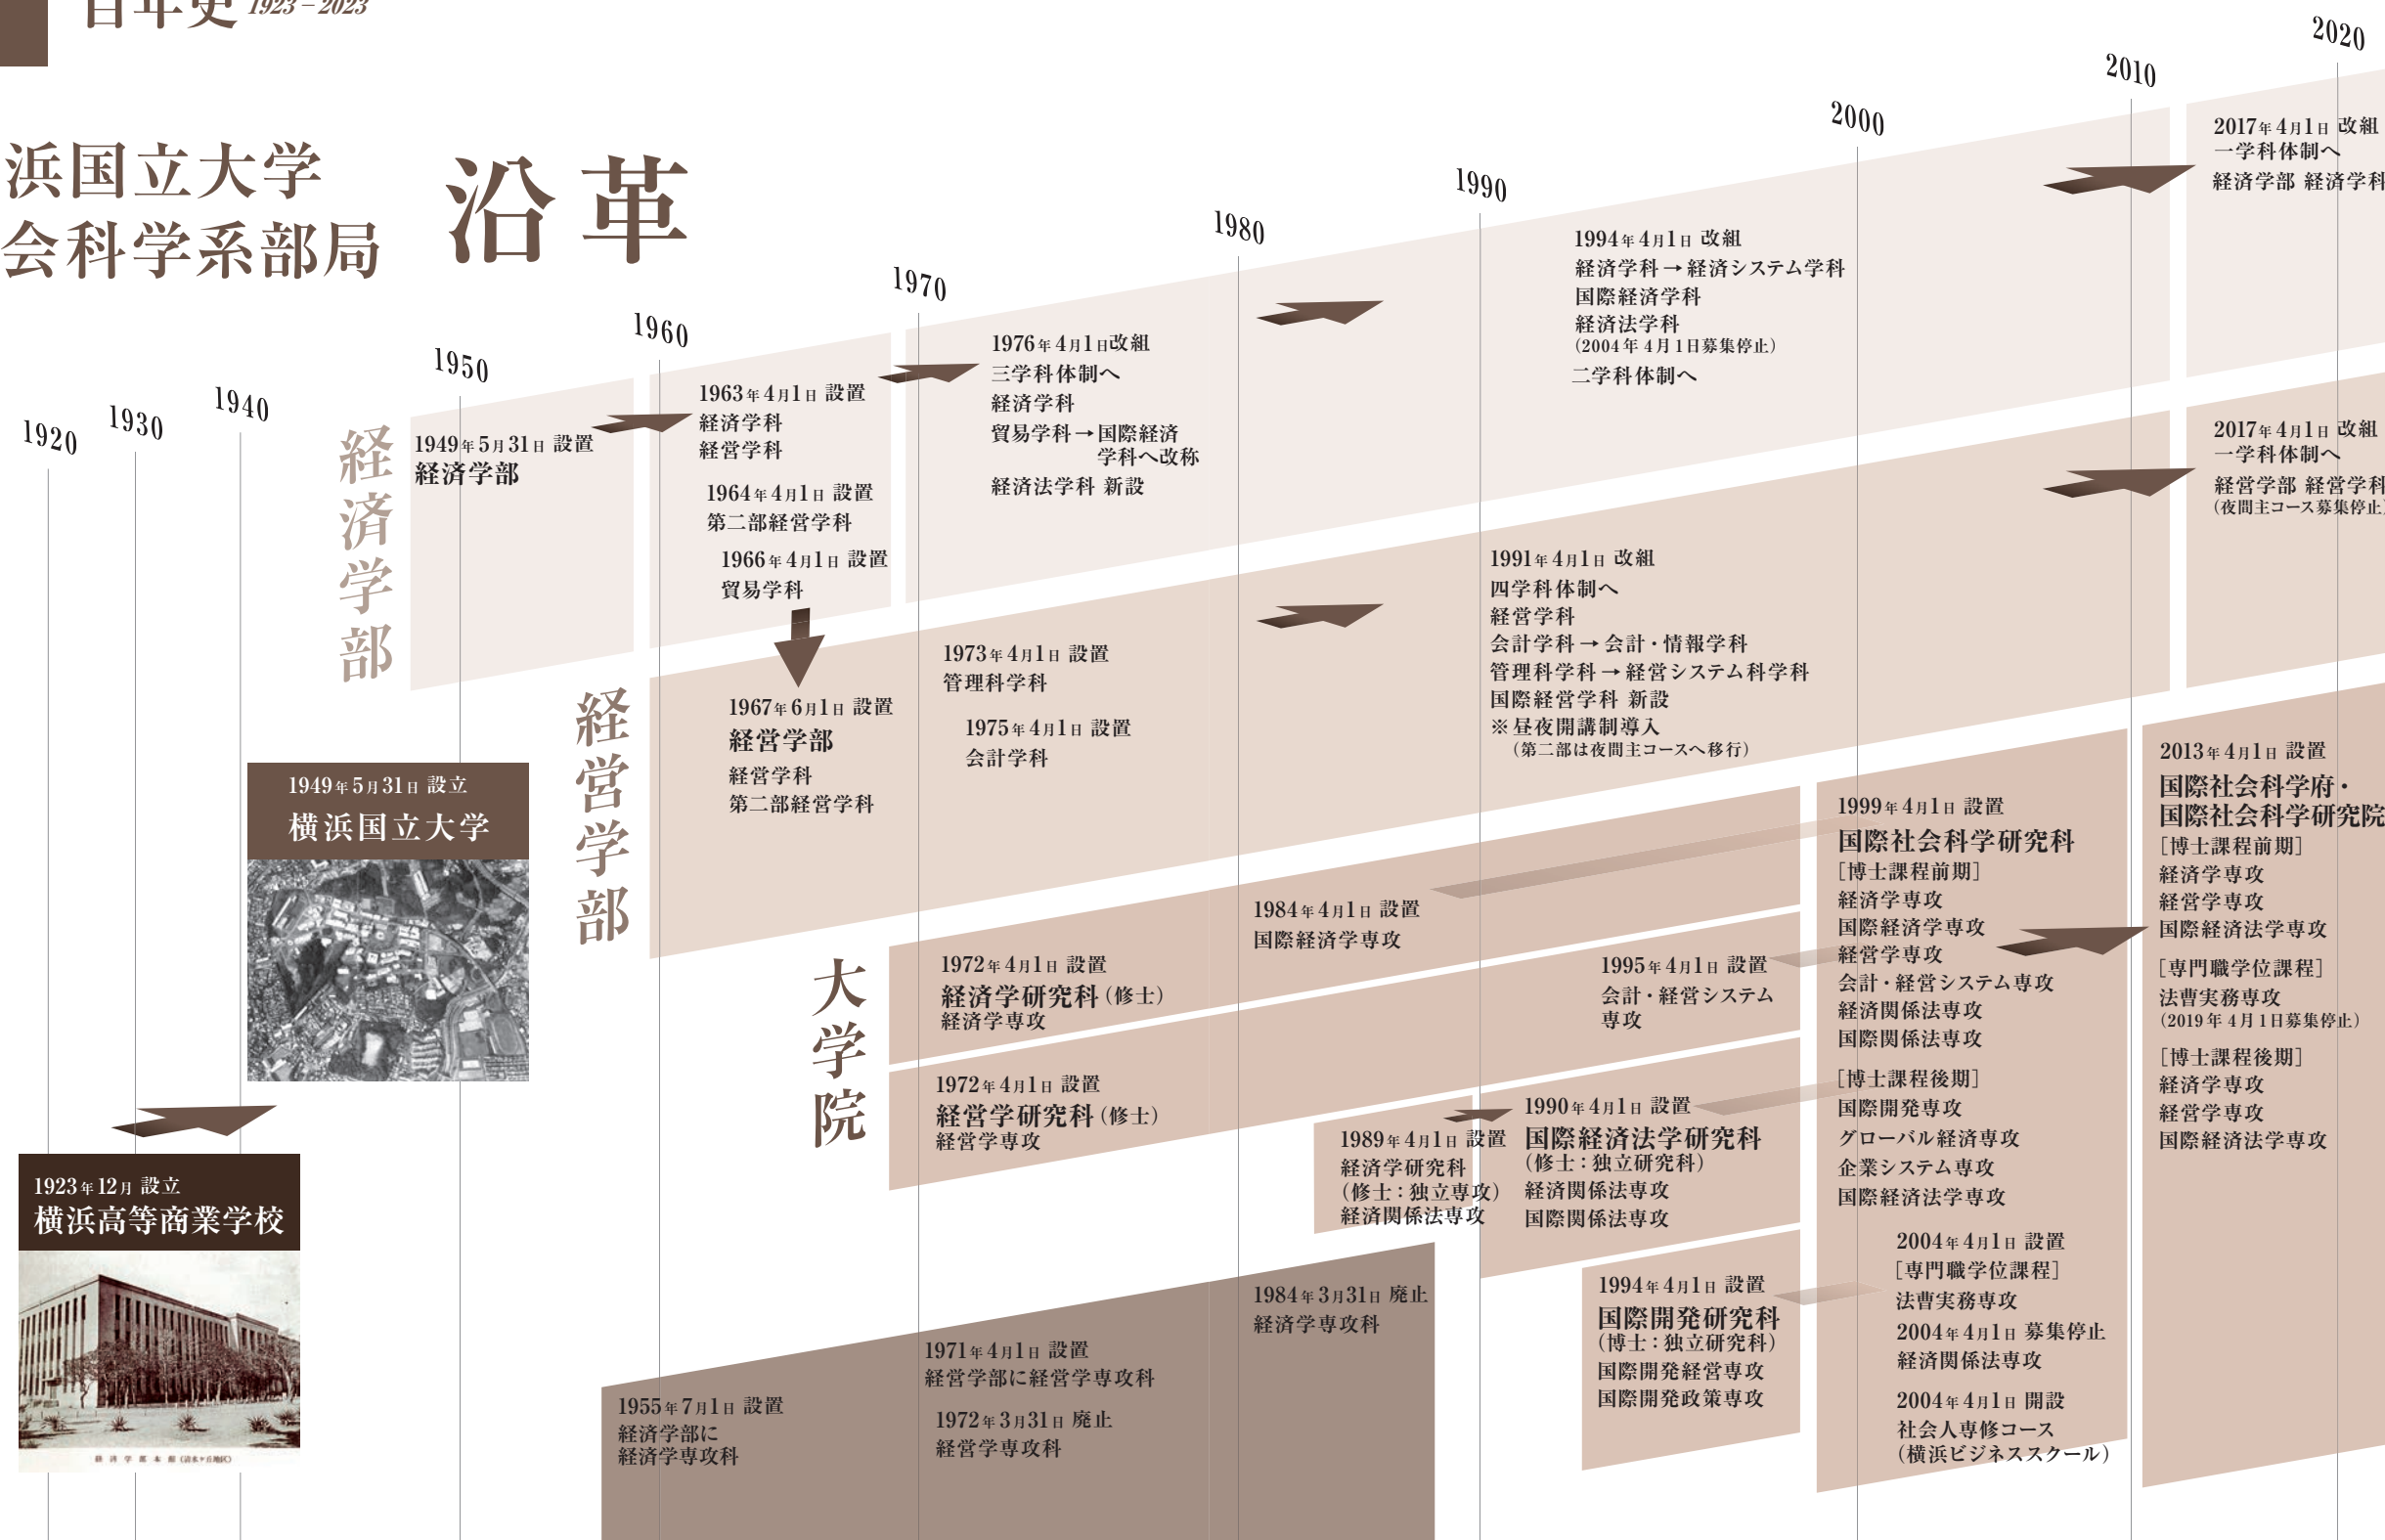 百年史 1923－2023
浜国立大学
会科学系部局
沿革
1920
1930
1940
1950
1960
1970
1980
1990
2000
2010
2020
経済学部
1949年5月31日 設置
経済学部
1963年4月1日 設置
経済学科
経営学科
1964年4月1日 設置
第二部経営学科
1966年4月1日 設置
貿易学科
1976年4月1日改組
三学科体制へ
経済学科
貿易学科→国際経済
学科へ改称
経済法学科 新設
1994年4月1日 改組
経済学科→経済システム学科
国際経済学科
経済法学科
（2004年4月1日募集停止）
二学科体制へ
2017年4月1日 改組
一学科体制へ
経済学部 経済学科
経営学部
1967年6月1日 設置
経営学部
経営学科
第二部経営学科
1973年4月1日 設置
管理科学科
1975年4月1日 設置
会計学科
1991年4月1日 改組
四学科体制へ
経営学科
会計学科→会計・情報学科
管理科学科→経営システム科学科
国際経営学科 新設
※昼夜開講制導入
（第二部は夜間主コースへ移行）
2017年4月1日 改組
一学科体制へ
経営学部 経営学科
（夜間主コース募集停止）
大学院
1972年4月1日 設置
経済学研究科（修士）
経済学専攻
1984年4月1日 設置
国際経済学専攻
1972年4月1日 設置
経営学研究科（修士）
経営学専攻
1995年4月1日 設置
会計・経営システム
専攻
1989年4月1日 設置
経済学研究科
（修士：独立専攻）
経済関係法専攻
1990年4月1日 設置
国際経済法学研究科
（修士：独立研究科）
経済関係法専攻
国際関係法専攻
1994年4月1日 設置
国際開発研究科
（博士：独立研究科）
国際開発経営専攻
国際開発政策専攻
1999年4月1日 設置
国際社会科学研究科
［博士課程前期］
経済学専攻
国際経済学専攻
経営学専攻
会計・経営システム専攻
経済関係法専攻
国際関係法専攻
［博士課程後期］
国際開発専攻
グローバル経済専攻
企業システム専攻
国際経済法学専攻
2004年4月1日 設置
［専門職学位課程］
法曹実務専攻
2004年4月1日 募集停止
経済関係法専攻
2004年4月1日 開設
社会人専修コース
（横浜ビジネススクール）
2013年4月1日 設置
国際社会科学府・
国際社会科学研究院
［博士課程前期］
経済学専攻
経営学専攻
国際経済法学専攻
［専門職学位課程］
法曹実務専攻
（2019年4月1日募集停止）
［博士課程後期］
経済学専攻
経営学専攻
国際経済法学専攻
1955年7月1日 設置
経済学部に
経済学専攻科
1971年4月1日 設置
経営学部に経営学専攻科
1972年3月31日 廃止
経営学専攻科
1984年3月31日 廃止
経済学専攻科
1949年5月31日 設立
横浜国立大学
1923年12月 設立
横浜高等商業学校
経済学部本館（清水ケ丘地区）